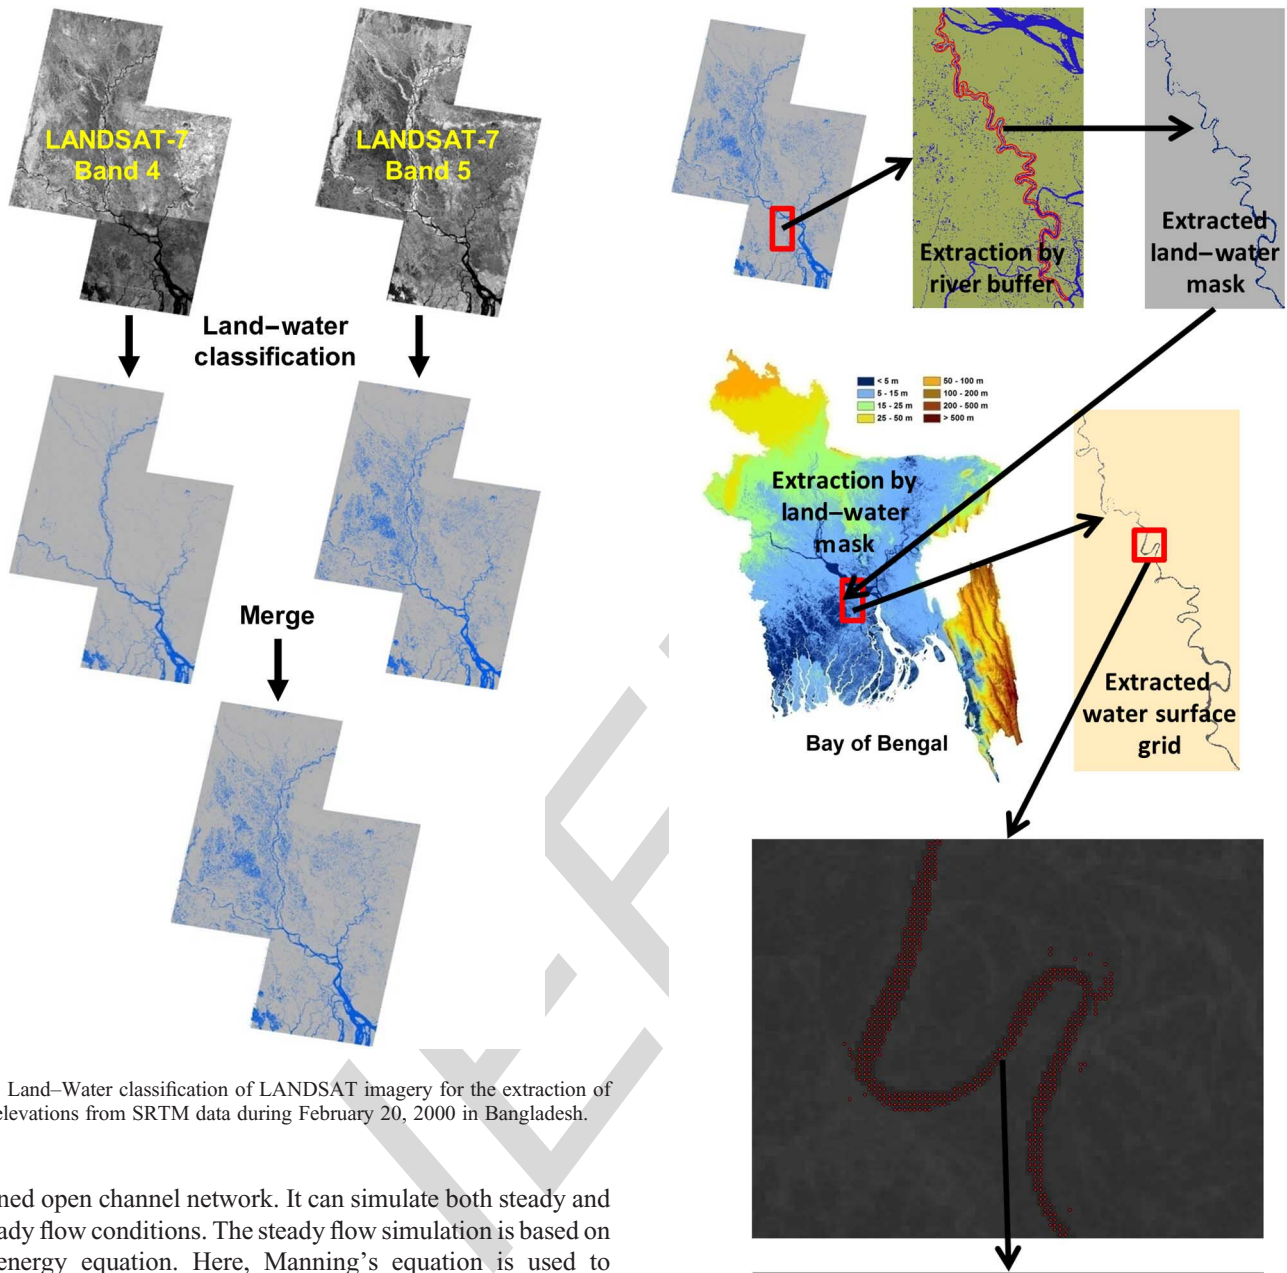 LANDSAT-7
Band 4
LANDSAT-7
Band 5
Land–water
classification
Merge
Land–Water classification of LANDSAT imagery for the extraction of
elevations from SRTM data during February 20, 2000 in Bangladesh.
open channel network. It can simulate both steady and
flow conditions. The steady flow simulation is based on
energy equation. Here, Manning's equation is used to
Extraction by
river buffer
Extracted
land–water
mask
< 5 m
5 - 15 m
15 - 25 m
25 - 50 m
50 - 100 m
100 - 200 m
200 - 500 m
> 500 m
Extraction by
land–water
mask
Bay of Bengal
Extracted
water surface
grid